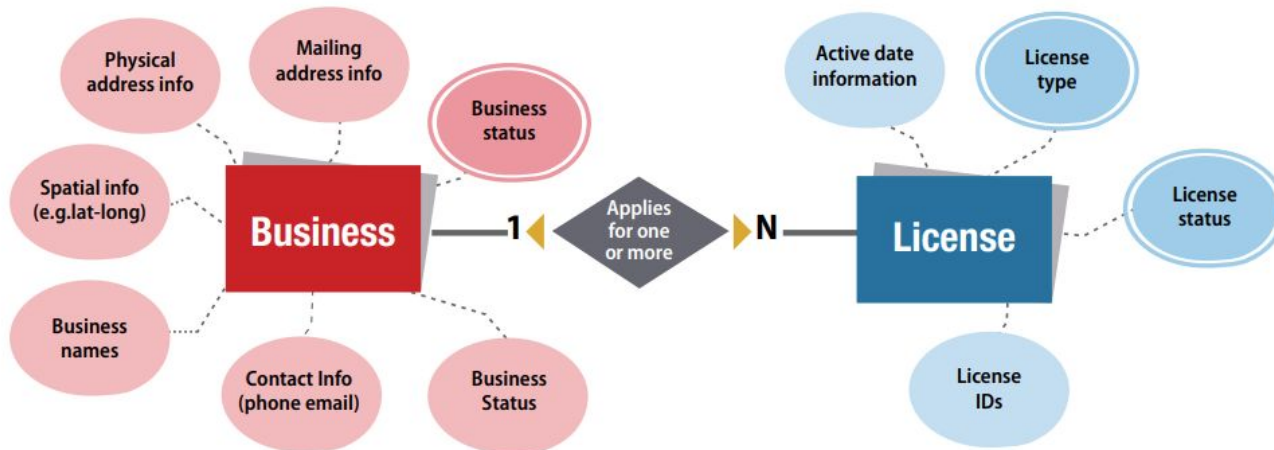 Physical
address info
Mailing
address info
Business
status
Spatial info
(e.g.lat-long)
Business
Business
names
Contact Info
(phone email)
Business
Status
1
Applies
for one
or more
N
Active date
information
License
type
License
status
License
License
IDs